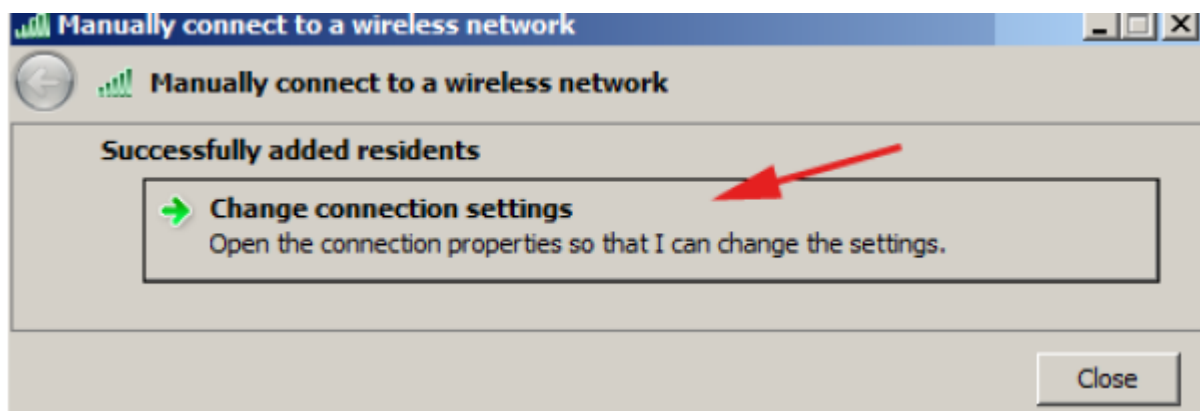 Manually connect to a wireless network
Manually connect to a wireless network
Successfully added residents
Change connection settings
Open the connection properties so that I can change the settings.
Close